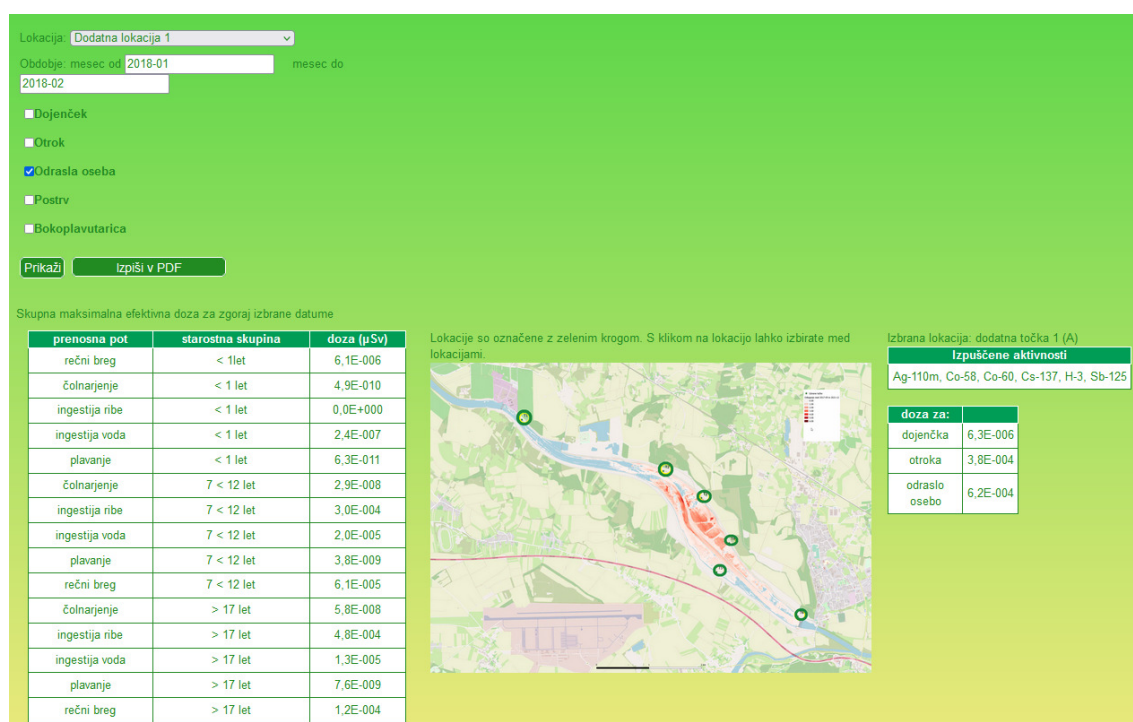 Lokacija: Dodatna lokacija 1
Obdobje: mesec od 2018-01 mesec do
2018-02
Dojenček
Otrok
Odrasla oseba
Postrv
Bokoplavutarica
Prikaži Izpiši v PDF
Skupna maksimalna efektivna doza za zgoraj izbrane datume
prenosna pot starostna skupina doza (µSv)
rečni breg < 1let 6,1E-006
čolnarjenje < 1 let 4,9E-010
ingestija ribe < 1 let 0,0E+000
ingestija voda < 1 let 2,4E-007
plavanje < 1 let 6,3E-011
čolnarjenje 7 < 12 let 2,9E-008
ingestija ribe 7 < 12 let 3,0E-004
ingestija voda 7 < 12 let 2,0E-005
plavanje 7 < 12 let 3,8E-009
rečni breg 7 < 12 let 6,1E-005
čolnarjenje > 17 let 5,8E-008
ingestija ribe > 17 let 4,8E-004
ingestija voda > 17 let 1,3E-005
plavanje > 17 let 7,6E-009
rečni breg > 17 let 1,2E-004
Lokacije so označene z zelenim krogom. S klikom na lokacijo lahko izbirate med
lokacijami.
Izbrana lokacija: dodatna točka 1 (A)
Izpuščene aktivnosti
Ag-110m, Co-58, Co-60, Cs-137, H-3, Sb-125
doza za:
dojenčka 6,3E-006
otroka 3,8E-004
odraslo
osebo 6,2E-004